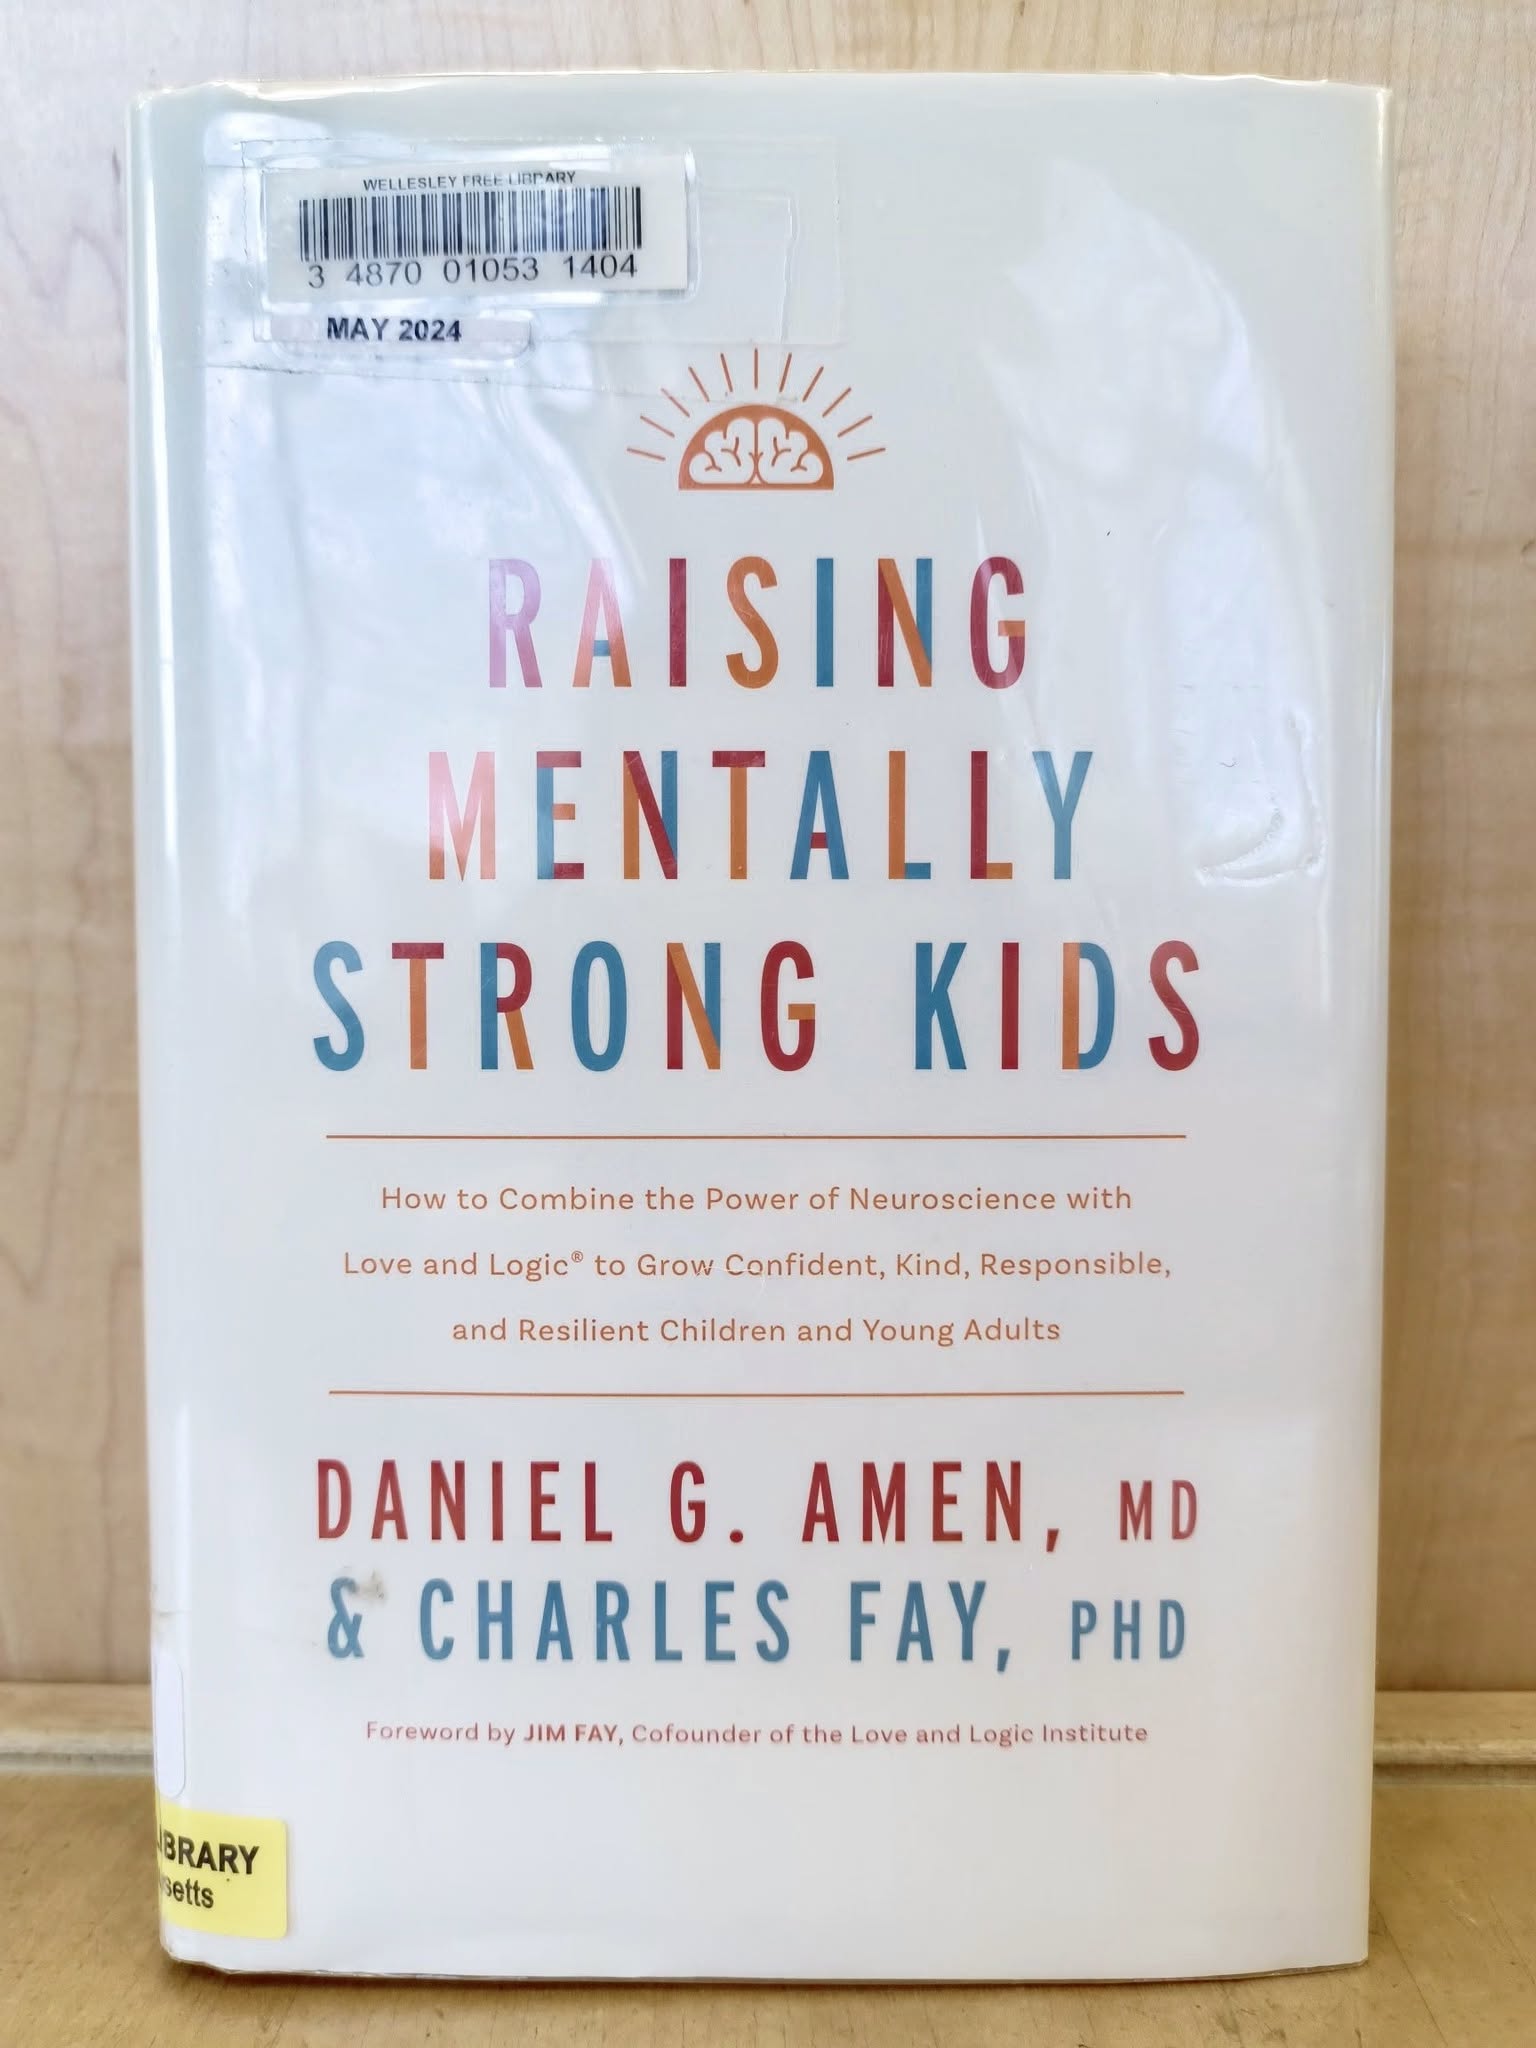 WELLESLEY FREE LIBRARY
3 4870 01053 1404
MAY 2024
RAISING
MENTALLY
STRONG KIDS
How to Combine the Power of Neuroscience with
Love and Logic® to Grow Confident, Kind, Responsible,
and Resilient Children and Young Adults
DANIEL G. AMEN, MD
& CHARLES FAY, PHD
Foreword by JIM FAY, Cofounder of the Love and Logic Institute